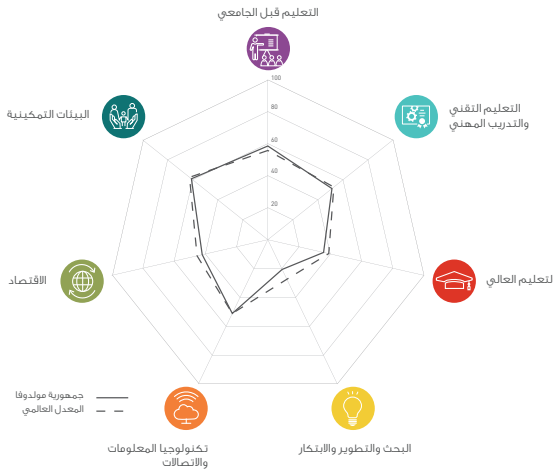 التعليم قبل الجامعي
100
80
60
40
20
التعليم التقني
والتدريب المهني
البيئات التمكينية
لتعليم العالي
الاقتصاد
جمهورية مولدوفا
المعدل العالمي
البحث والتطوير والابتكار
تكنولوجيا المعلومات
والاتصالات